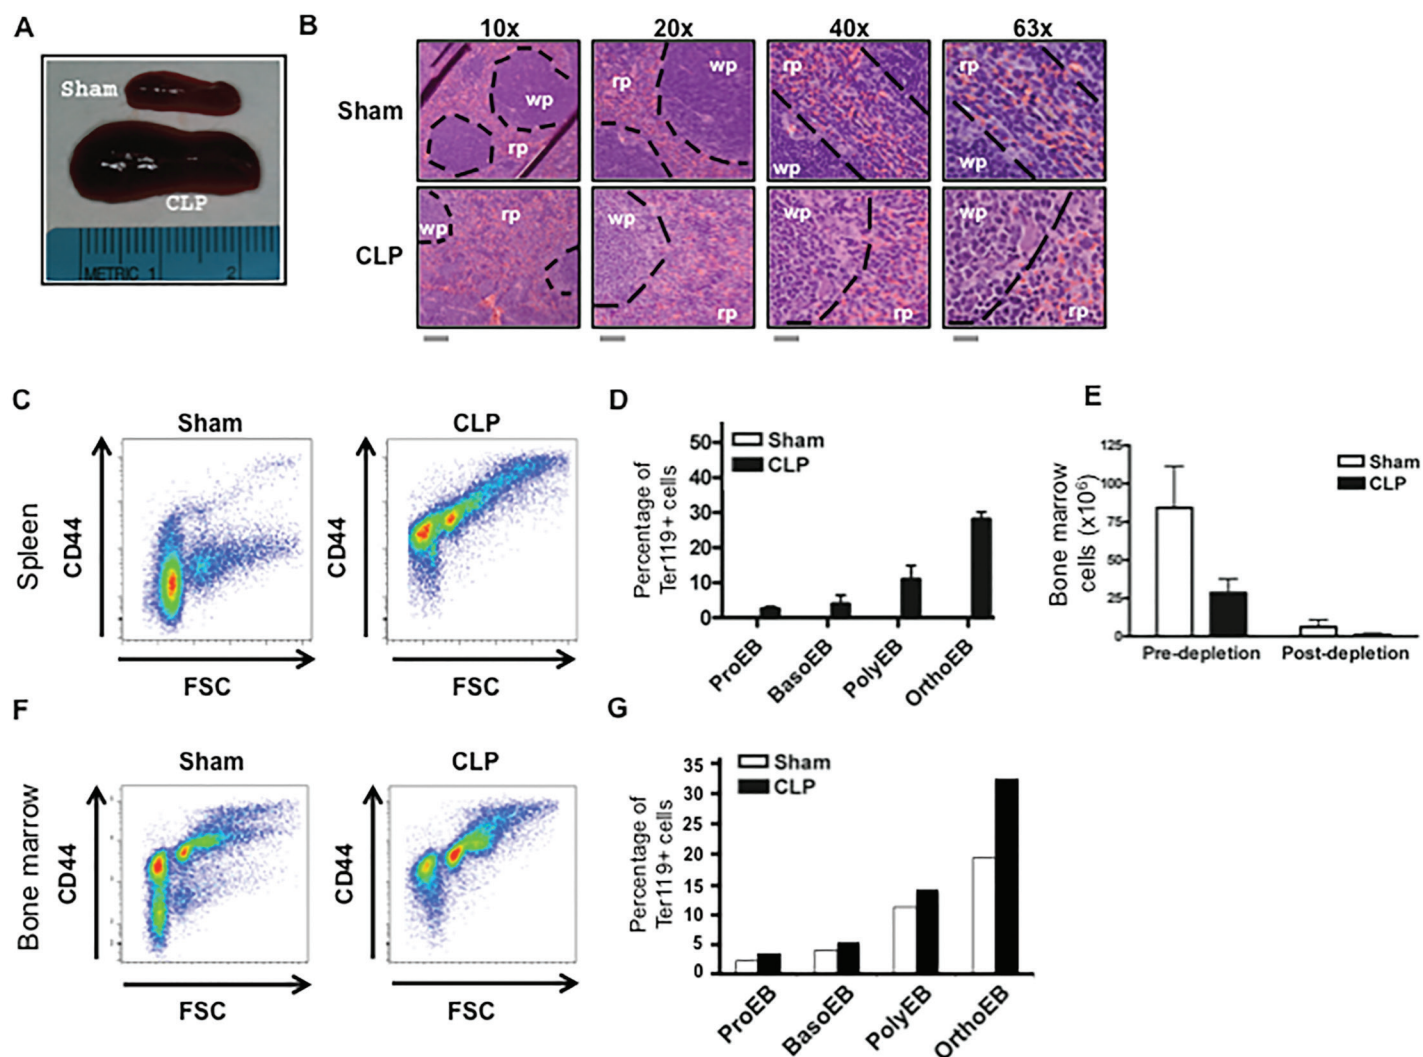 A
Sham
CLP
METRIC 1 2
B
10x 20x 40x 63x
Sham
wp
rp
rp
wp
rp
wp
rp
wp
CLP
wp
rp
wp
rp
wp
rp
wp
rp
C
Spleen
Sham
CD44
FSC
CLP
CD44
D
Percentage of
Ter119+ cells
50
40
30
20
10
0
Sham
CLP
ProEB BasoEB PolyEB OrthoEB
E
Bone marrow
cells (x10⁶)
125
100
75
50
25
0
Sham
CLP
Pre-depletion Post-depletion
FSC
F
Bone marrow
Sham
CD44
FSC
CLP
CD44
FSC
G
Percentage of
Ter119+ cells
35
30
25
20
15
10
5
0
Sham
CLP
ProEB BasoEB PolyEB OrthoEB